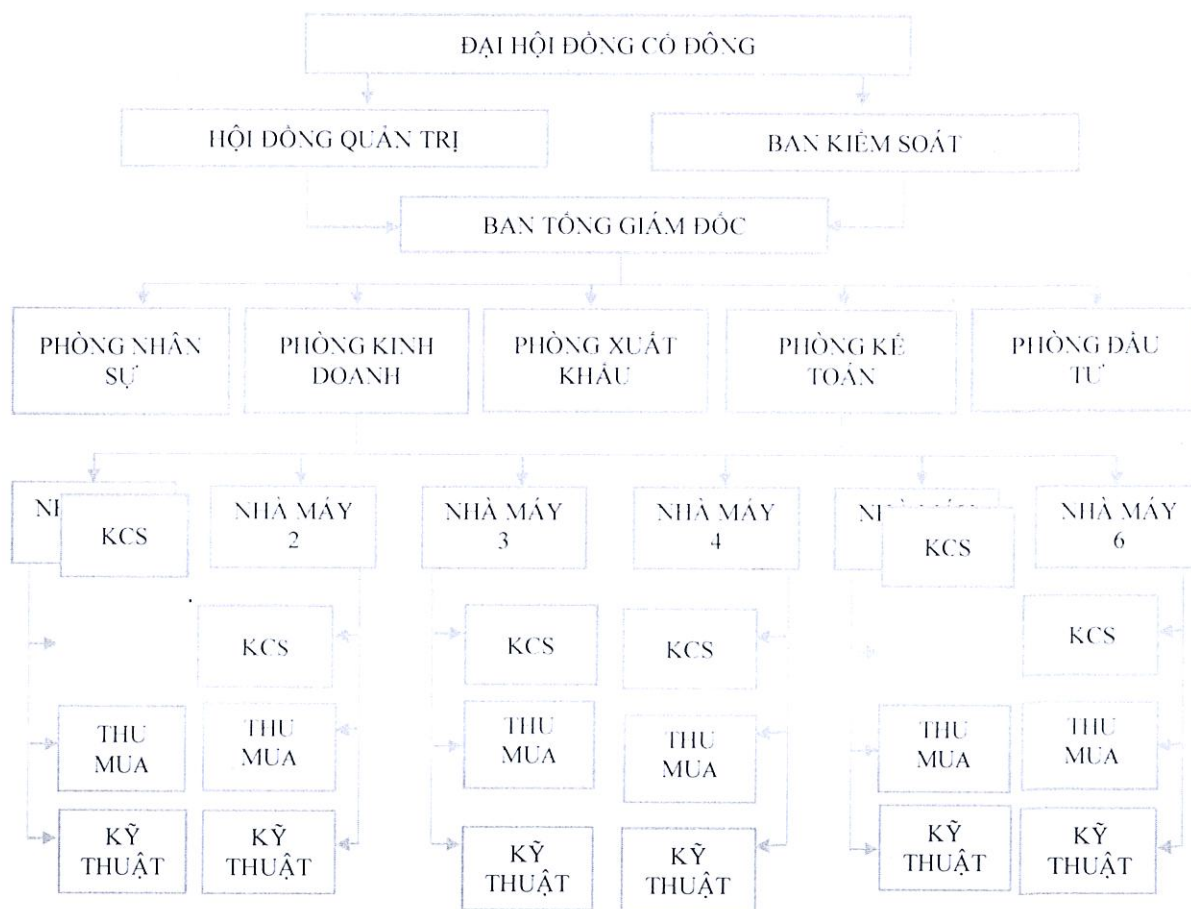 ĐẠI HỘI ĐỒNG CỔ ĐÔNG
HỘI ĐỒNG QUẢN TRỊ
BAN KIỂM SOÁT
BAN TỔNG GIÁM ĐỐC
PHÒNG NHÂN
SỰ
PHÒNG KINH
DOANH
PHÒNG XUẤT
KHẨU
PHÒNG KẾ
TOÁN
PHÒNG ĐẦU
TƯ
KCS
NHÀ MÁY
2
NHÀ MÁY
3
NHÀ MÁY
4
KCS
NHÀ MÁY
6
KCS
KCS
KCS
KCS
THU
MUA
THU
MUA
THU
MUA
THU
MUA
THU
MUA
THU
MUA
KỸ
THUẬT
KỸ
THUẬT
KỸ
THUẬT
KỸ
THUẬT
KỸ
THUẬT
KỸ
THUẬT